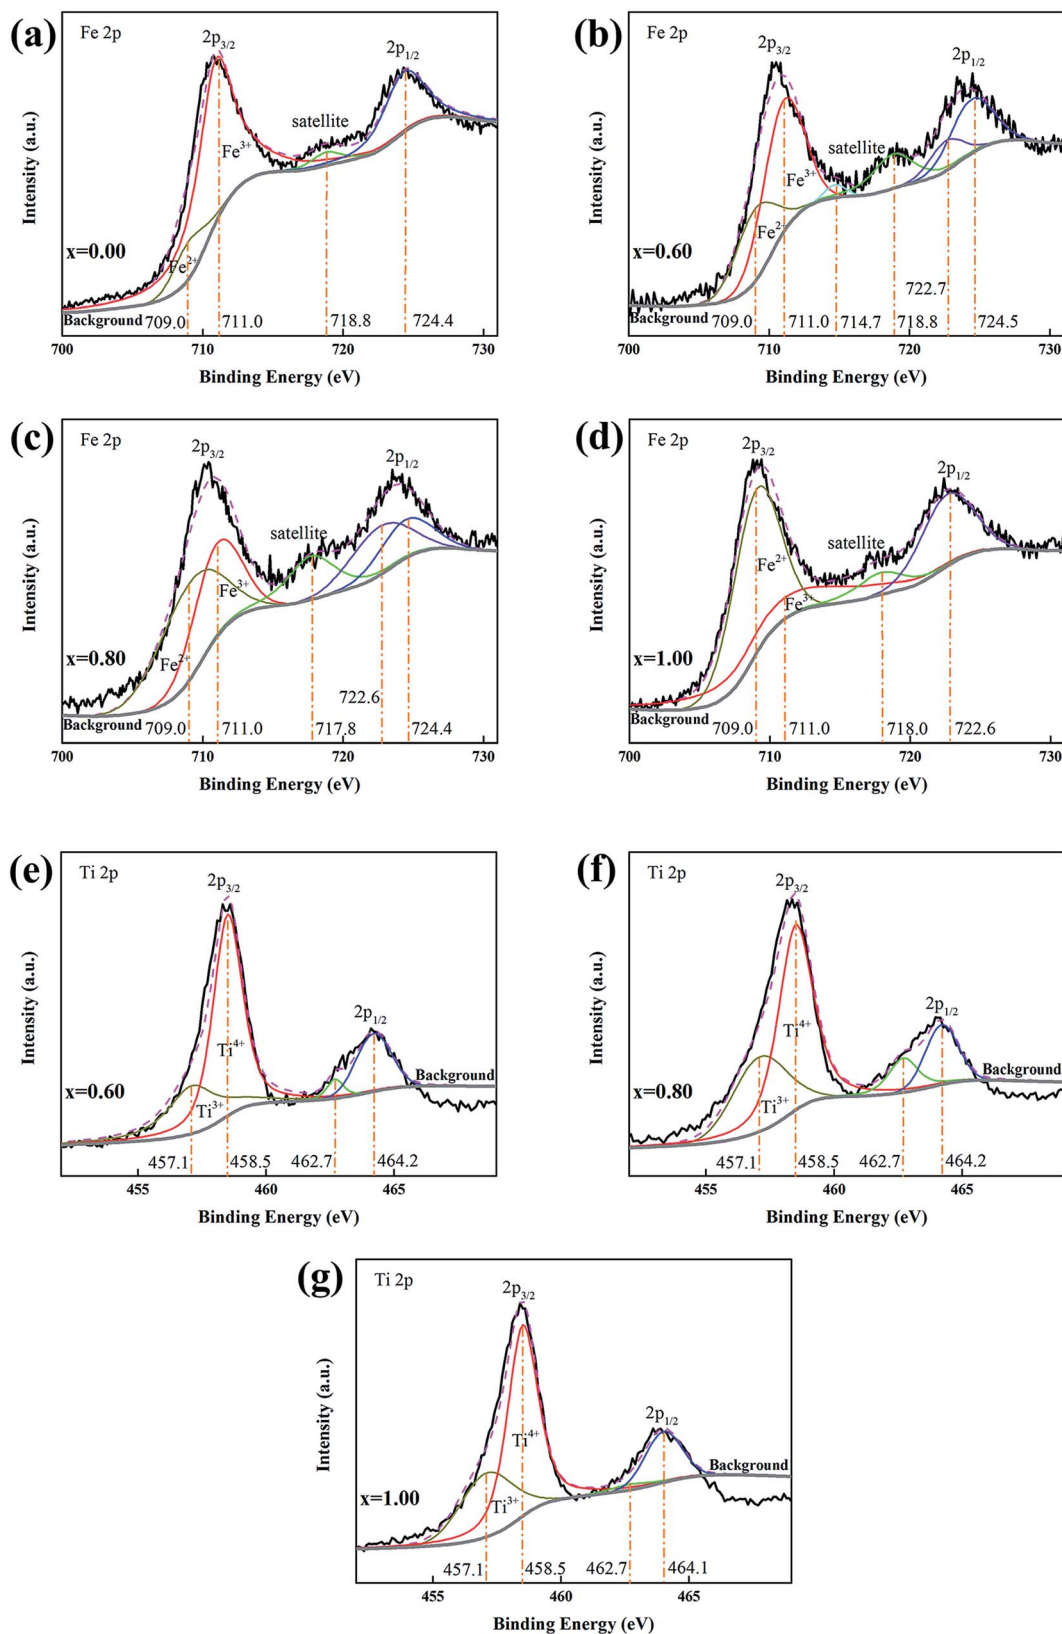 (a)
Fe 2p
2p3/2
2p1/2
satellite
Fe3+
x=0.00
Fe2+
Background
709.0
711.0
718.8
724.4
700
710
720
730
Intensity (a.u.)
Binding Energy (eV)
(b)
Fe 2p
2p3/2
2p1/2
satellite
Fe3+
Fe2+
x=0.60
722.7
Background
709.0
711.0
714.7
718.8
724.5
700
710
720
730
Intensity (a.u.)
Binding Energy (eV)
(c)
Fe 2p
2p3/2
2p1/2
satellite
Fe3+
x=0.80
Fe2+
722.6
Background
709.0
711.0
717.8
724.4
700
710
720
730
Intensity (a.u.)
Binding Energy (eV)
(d)
Fe 2p
2p3/2
2p1/2
satellite
Fe2+
Fe3+
x=1.00
Background
709.0
711.0
718.0
722.6
700
710
720
730
Intensity (a.u.)
Binding Energy (eV)
(e)
Ti 2p
2p3/2
2p1/2
Ti4+
Background
x=0.60
Ti3+
457.1
458.5
462.7
464.2
455
460
465
Intensity (a.u.)
Binding Energy (eV)
(f)
Ti 2p
2p3/2
2p1/2
Ti4+
Background
x=0.80
Ti3+
457.1
458.5
462.7
464.2
455
460
465
Intensity (a.u.)
Binding Energy (eV)
(g)
Ti 2p
2p3/2
2p1/2
Ti4+
Background
x=1.00
Ti3+
457.1
458.5
462.7
464.1
455
460
465
Intensity (a.u.)
Binding Energy (eV)